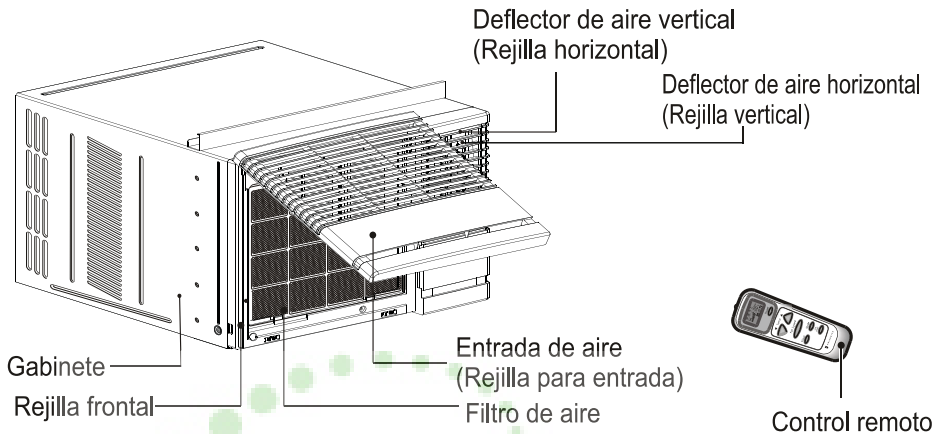 Deflector de aire vertical
(Rejilla horizontal)
Deflector de aire horizontal
(Rejilla vertical)
Gabinete
Rejilla frontal
Entrada de aire
(Rejilla para entrada)
Filtro de aire
Control remoto